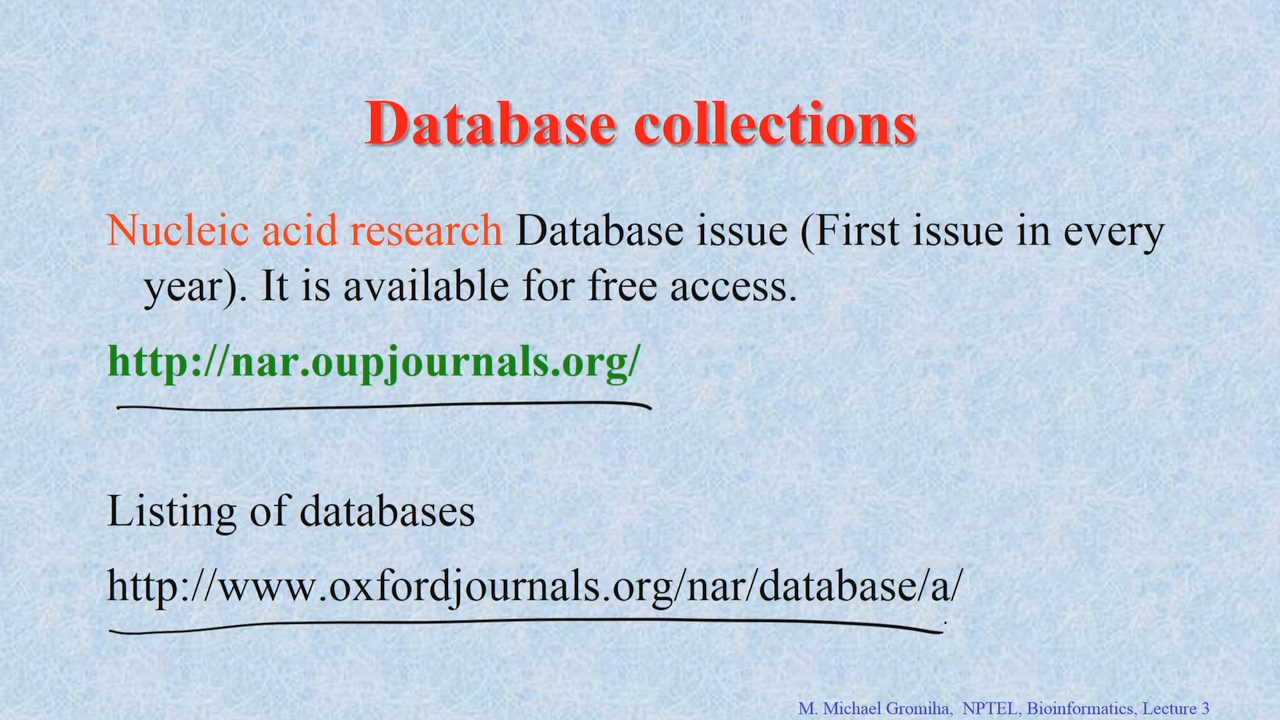 Database collections
Nucleic acid research Database issue (First issue in every
year). It is available for free access.
http://nar.oupjournals.org/
Listing of databases
http://www.oxfordjournals.org/nar/database/a/
M. Michael Gromiha, NPTEL, Bioinformatics, Lecture 3